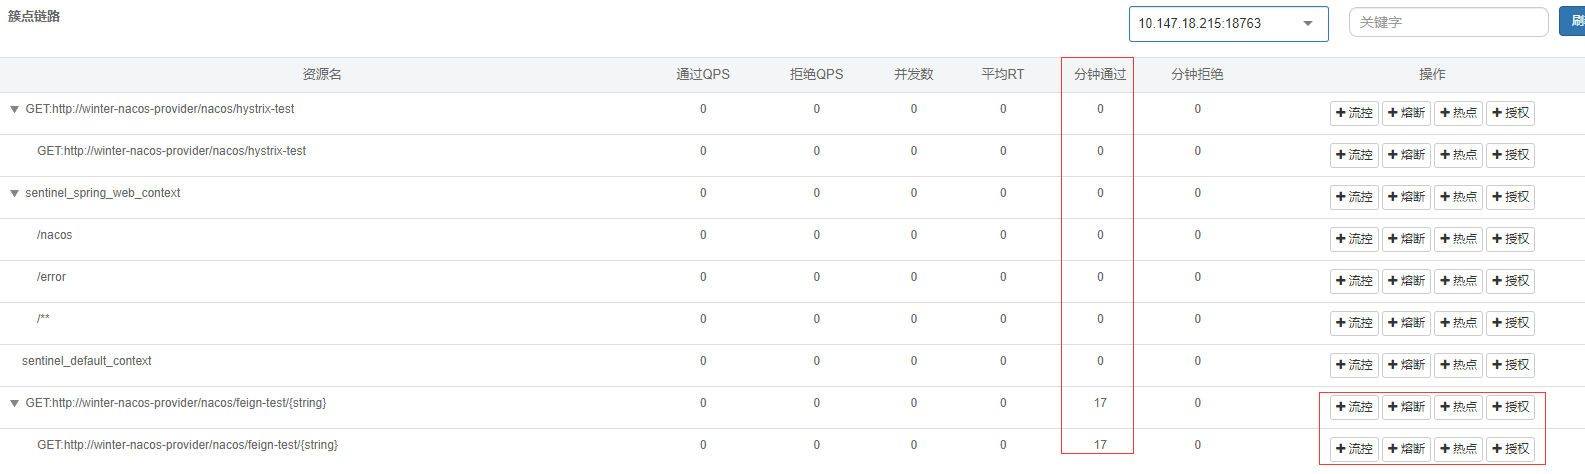 簇点链路
10.147.18.215:18763 关键字
资源名 通过QPS 拒绝QPS 并发数 平均RT 分钟通过 分钟拒绝 操作
GET:http://winter-nacos-provider/nacos/hystrix-test 0 0 0 0 0 0 流控 熔断 热点 授权
GET:http://winter-nacos-provider/nacos/hystrix-test 0 0 0 0 0 0 流控 熔断 热点 授权
sentinel_spring_web_context 0 0 0 0 0 0 流控 熔断 热点 授权
/nacos 0 0 0 0 0 0 流控 熔断 热点 授权
/error 0 0 0 0 0 0 流控 熔断 热点 授权
/** 0 0 0 0 0 0 流控 熔断 热点 授权
sentinel_default_context 0 0 0 0 0 0 流控 熔断 热点 授权
GET:http://winter-nacos-provider/nacos/feign-test/{string} 0 0 0 0 17 0 流控 熔断 热点 授权
GET:http://winter-nacos-provider/nacos/feign-test/{string} 0 0 0 0 17 0 流控 熔断 热点 授权